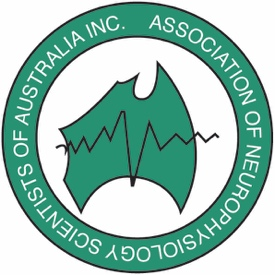 ASSOCIATION OF NEUROPHYSIOLOGY SCIENTISTS OF AUSTRALIA INC.